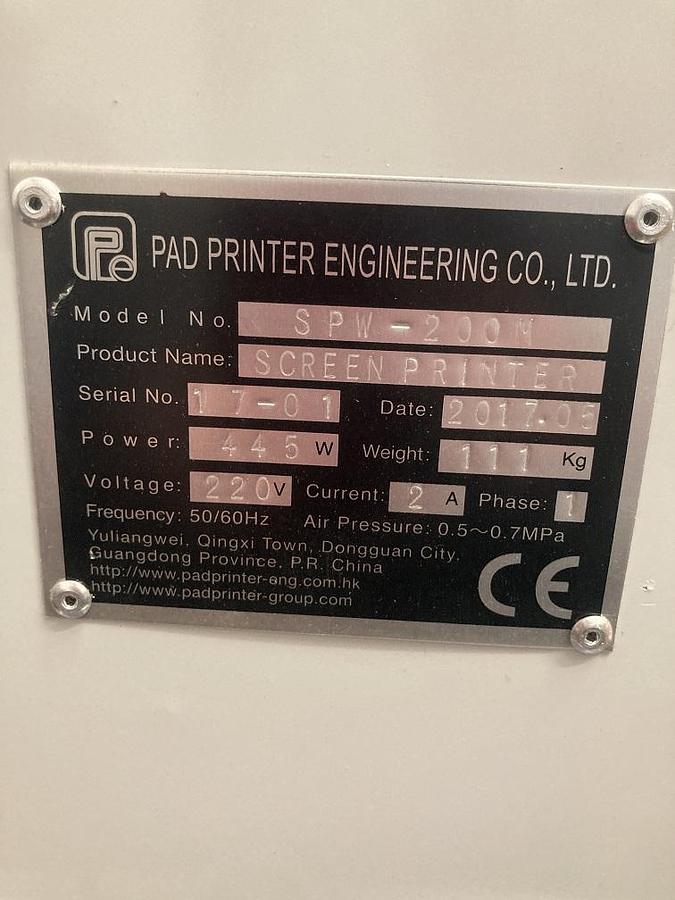 PPe PAD PRINTER ENGINEERING CO., LTD.
Model No. SPW-200M
Product Name: SCREEN PRINTER
Serial No. 17-01 Date: 2017.05
Power: 445 W Weight: 111 Kg
Voltage: 220 V Current: 2 A Phase: 1
Frequency: 50/60Hz Air Pressure: 0.5~0.7MPa
Yuliangwei, Qingxi Town, Dongguan City,
Guangdong Province, P.R. China
http://www.padprinter-eng.com.hk
http://www.padprinter-group.com
CE